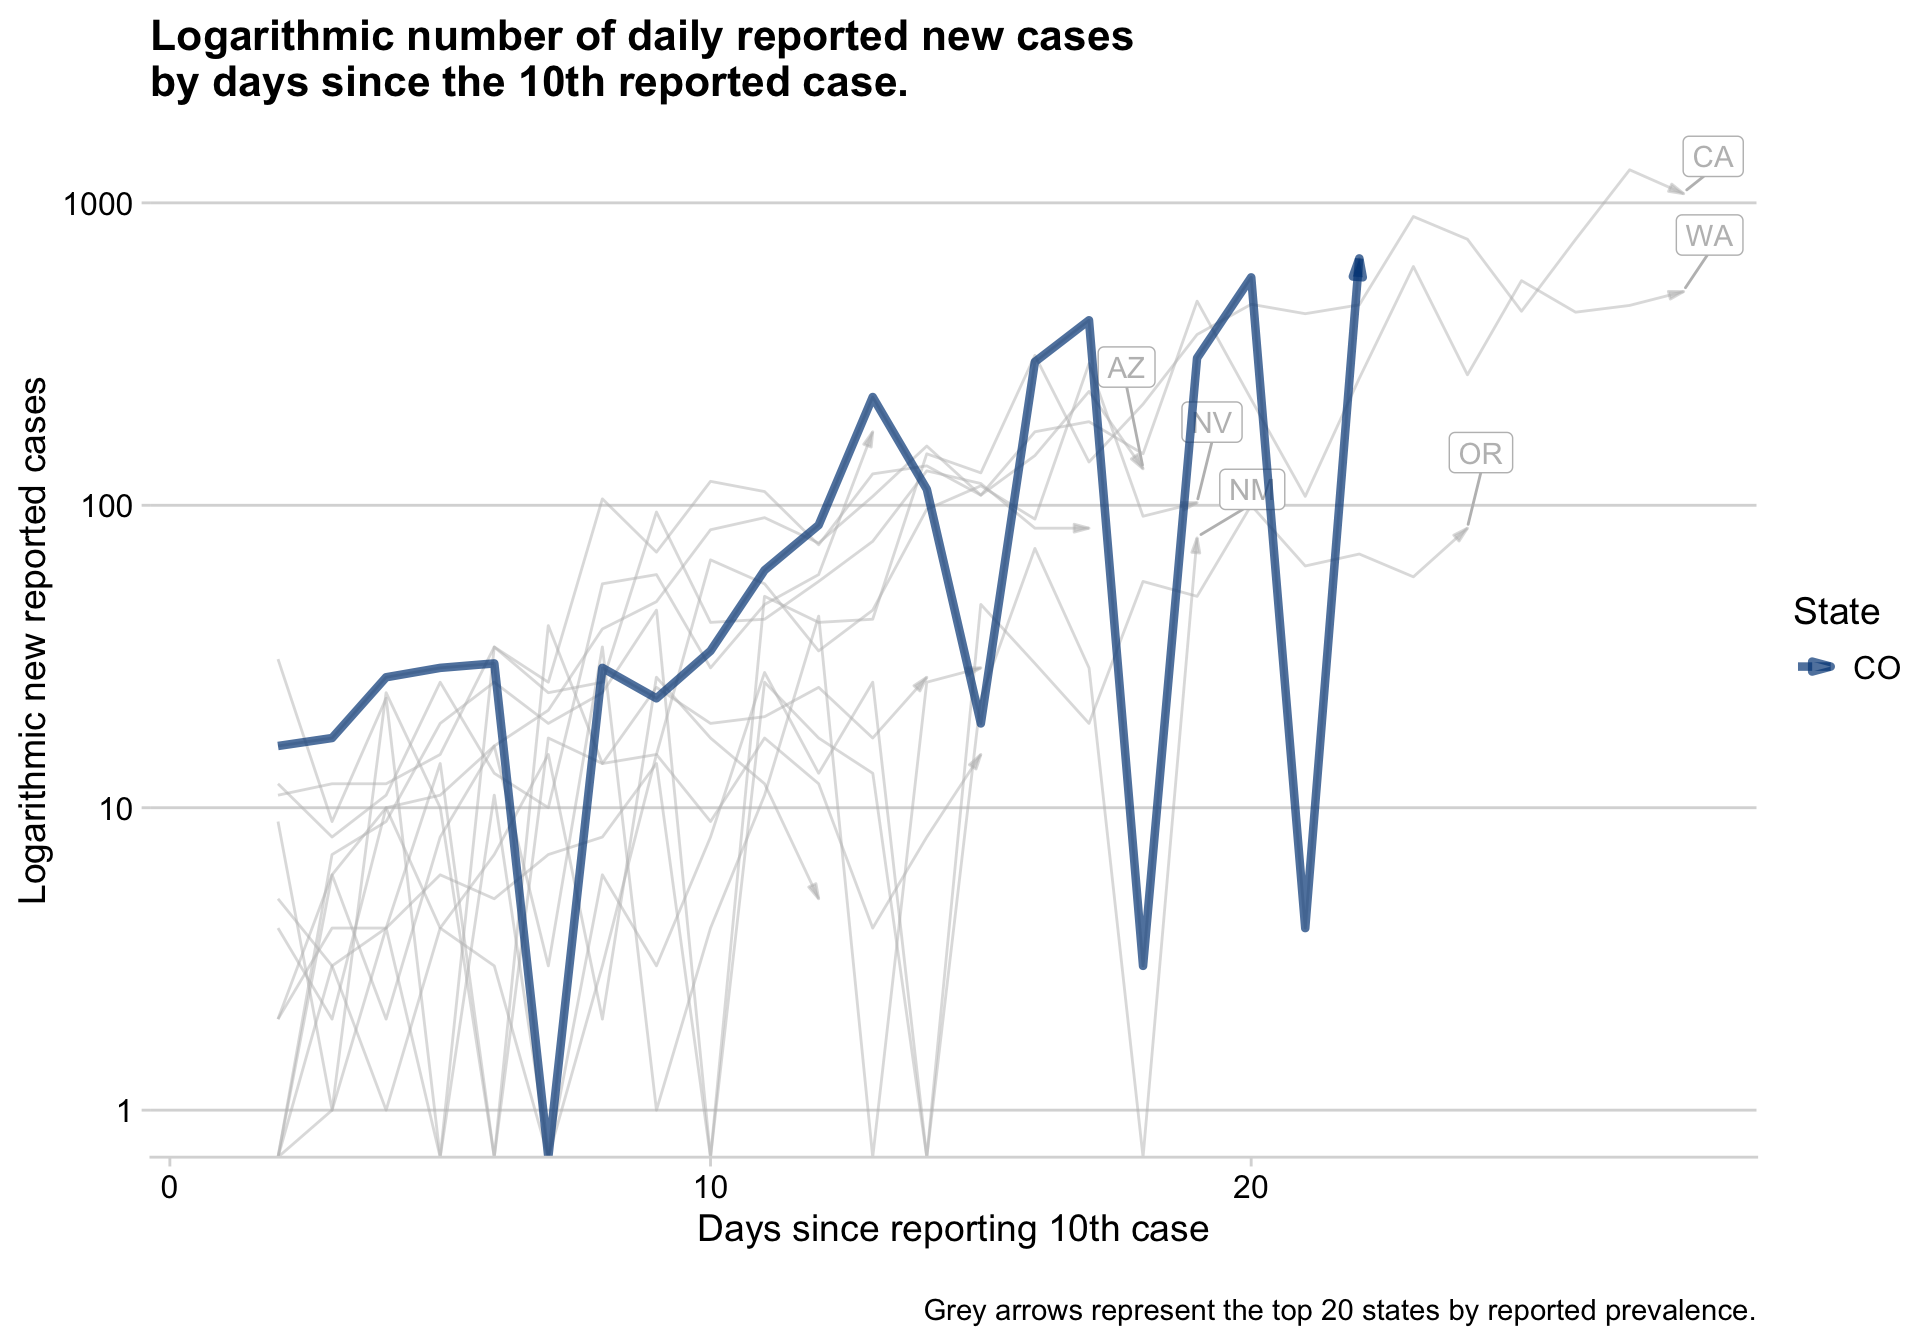 Logarithmic number of daily reported new cases
by days since the 10th reported case.
CA
1000
WA
AZ
NV
OR
NM
100
Logarithmic new reported cases
State
CO
10
1
0
10
20
Days since reporting 10th case
Grey arrows represent the top 20 states by reported prevalence.